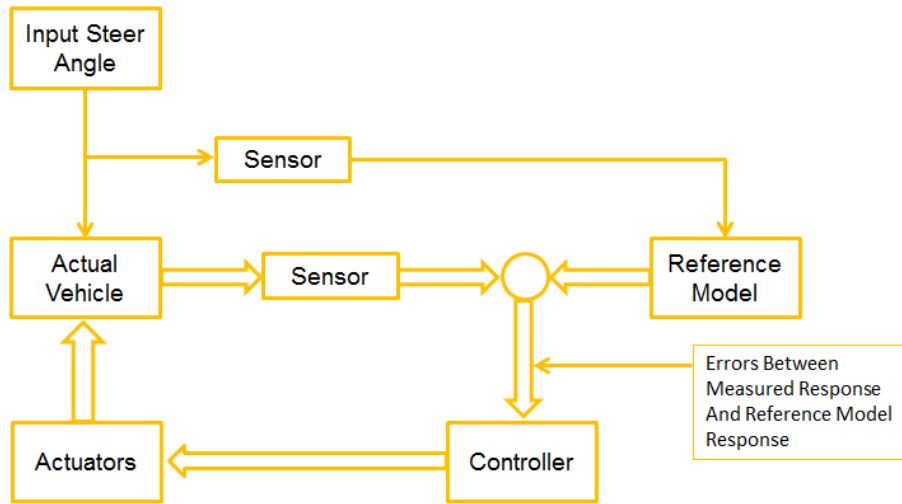 Input Steer
Angle
Sensor
Actual
Vehicle
Sensor
Reference
Model
Errors Between
Measured Response
And Reference Model
Response
Actuators
Controller